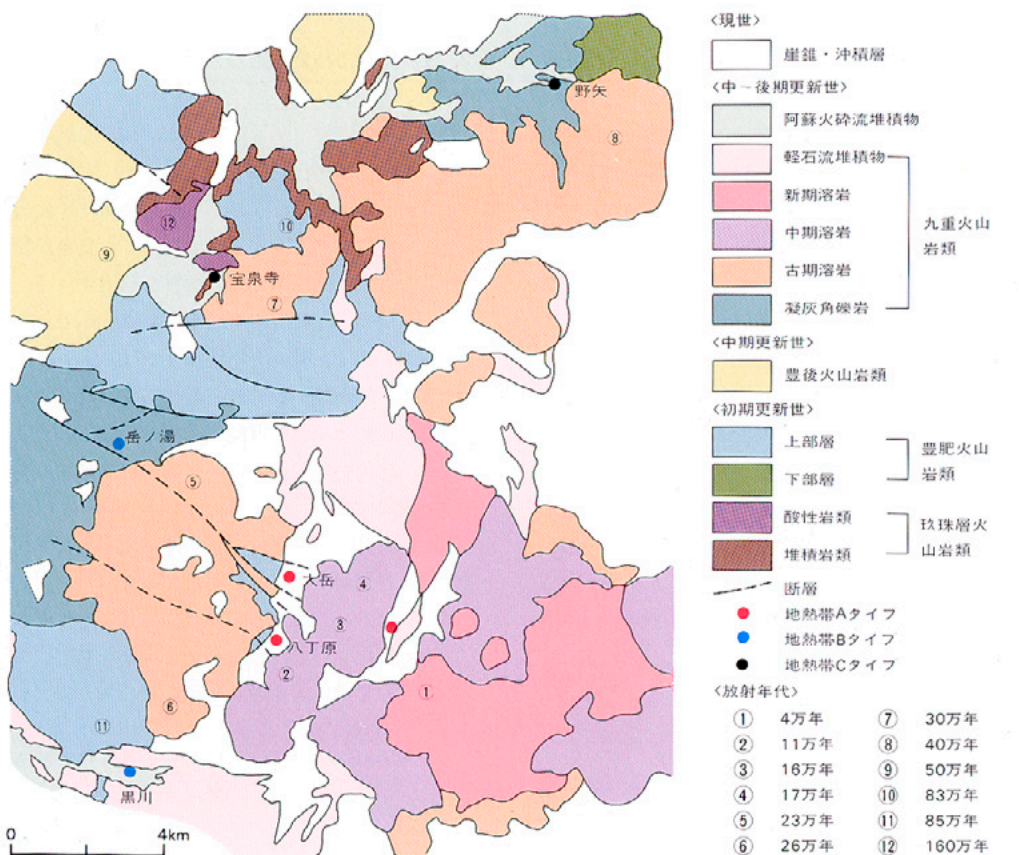 野矢
⑧
⑫
⑩
⑨
宝泉寺
⑦
岳ノ湯
⑤
大岳
④
③
八丁原
②
①
⑥
⑪
黒川
0 4km
〈現世〉
崖錐・沖積層
〈中－後期更新世〉
阿蘇火砕流堆積物
軽石流堆積物
新期溶岩
中期溶岩
古期溶岩
凝灰角礫岩
九重火山
岩類
〈中期更新世〉
豊後火山岩類
〈初期更新世〉
上部層
下部層
豊肥火山
岩類
酸性岩類
堆積岩類
玖珠層火
山岩類
断層
地熱帯Aタイプ
地熱帯Bタイプ
地熱帯Cタイプ
〈放射年代〉
① 4万年 ⑦ 30万年
② 11万年 ⑧ 40万年
③ 16万年 ⑨ 50万年
④ 17万年 ⑩ 83万年
⑤ 23万年 ⑪ 85万年
⑥ 26万年 ⑫ 160万年